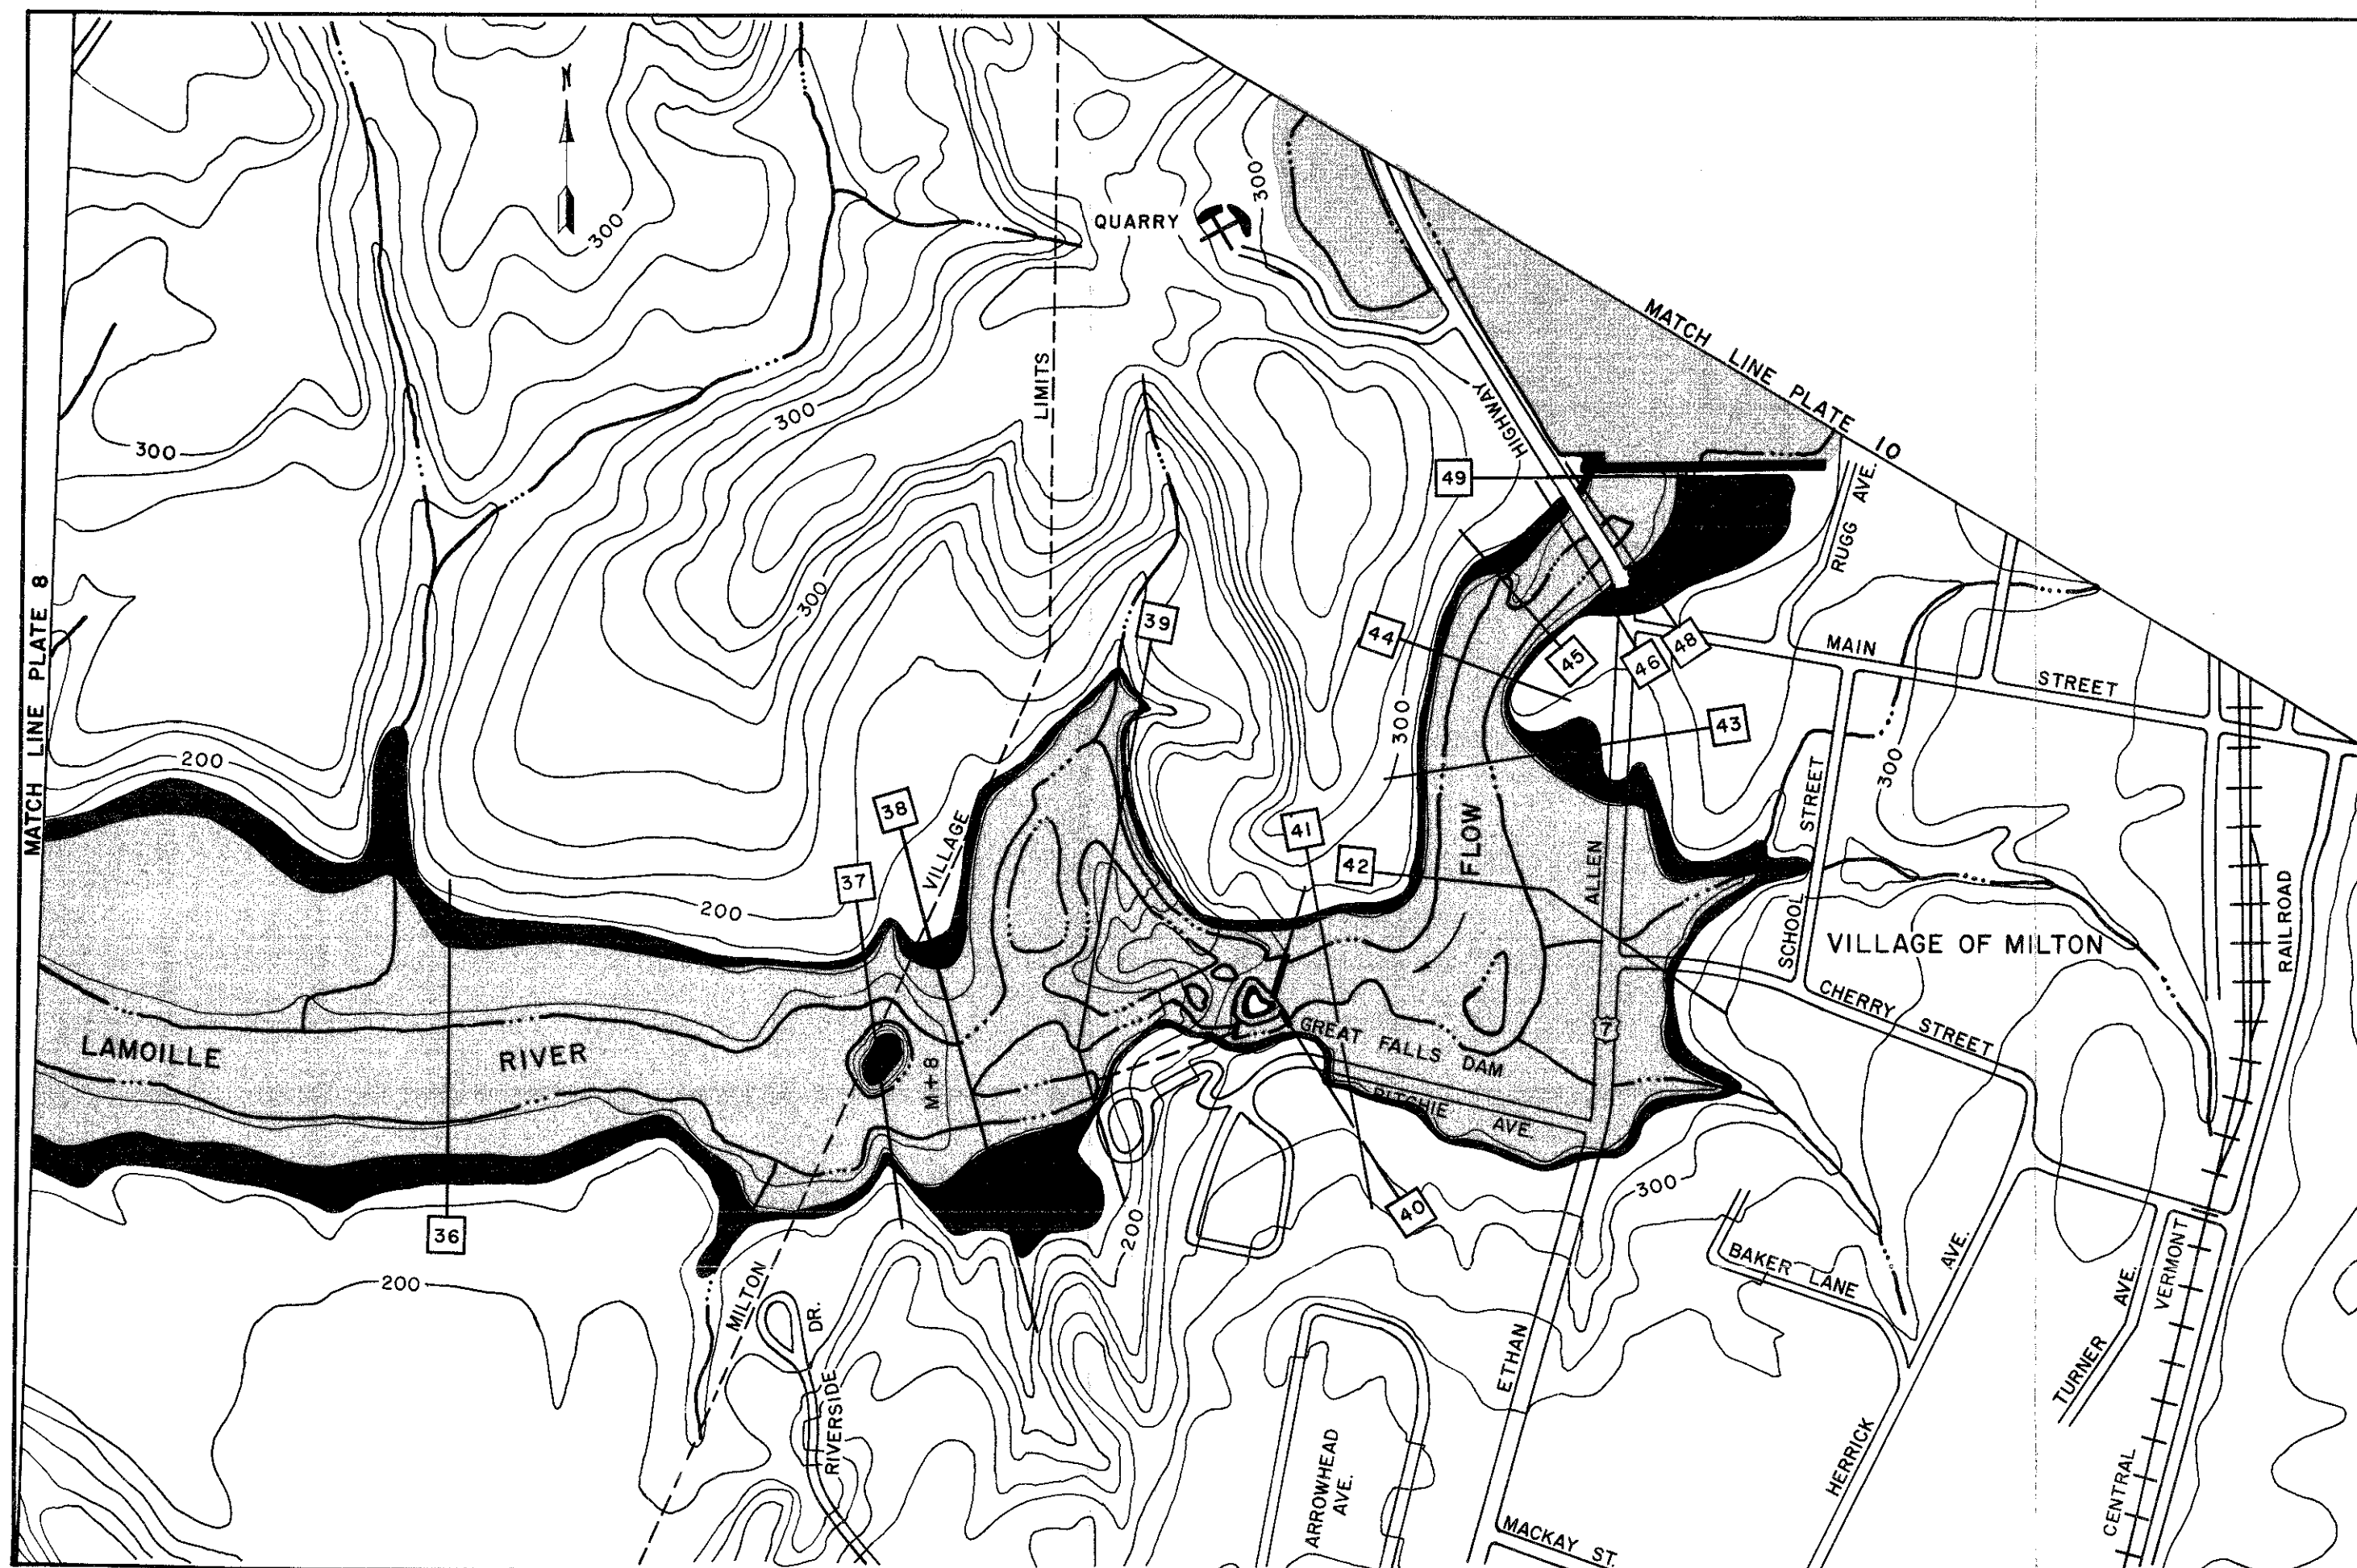 N
300
QUARRY
300
MATCH LINE PLATE 10
HIGHWAY
LIMITS
300
300
49
RUGG AVE.
MATCH LINE PLATE 8
300
39
44
45
46
48
MAIN STREET
300
43
200
38
37
VILLAGE
41
42
FLOW
ALLEN
STREET
SCHOOL
300
VILLAGE OF MILTON
RAILROAD
200
CHERRY STREET
LAMOILLE RIVER
M+8
GREAT FALLS DAM
7
RITCHIE AVE.
36
200
40
300
200
MILTON
RIVERSIDE DR.
BAKER LANE
HERRICK AVE.
TURNER AVE.
VERMONT
CENTRAL
ETHAN
ARROWHEAD AVE.
MACKAY ST.